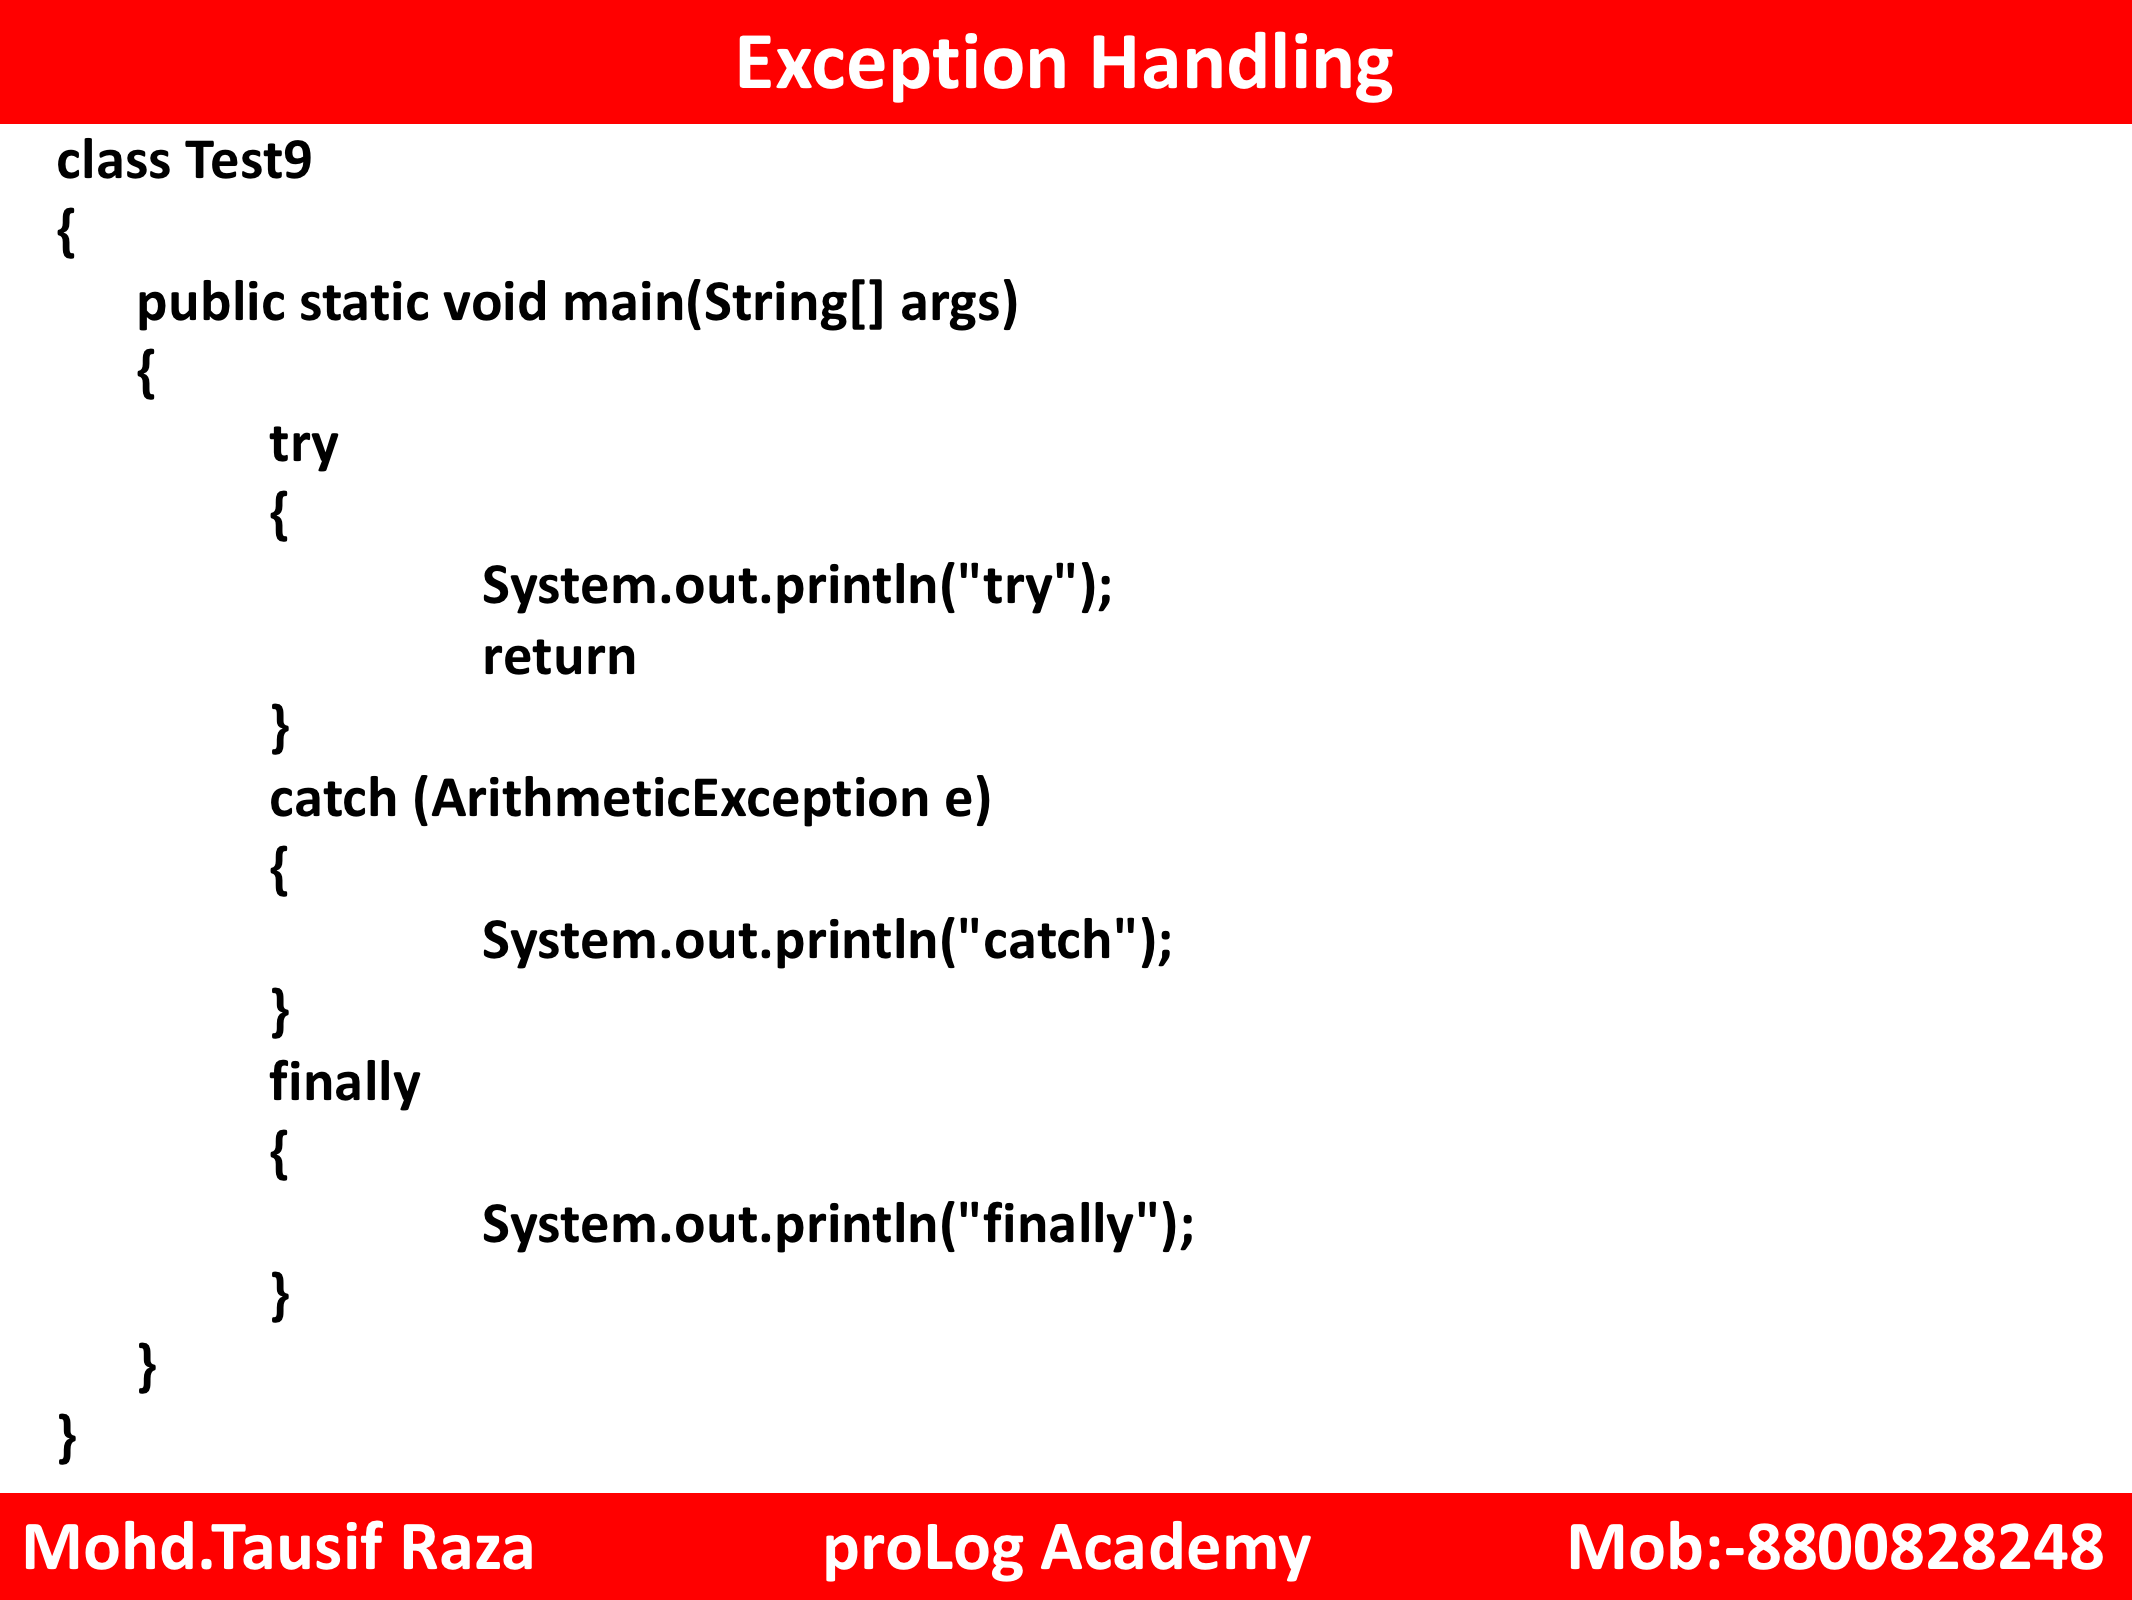 Exception Handling
class Test9
{
public static void main(String[] args)
{
try
{
System.out.println("try");
return
}
catch (ArithmeticException e)
{
System.out.println("catch");
}
finally
{
System.out.println("finally");
}
}
}
Mohd.Tausif Raza proLog Academy Mob:-8800828248